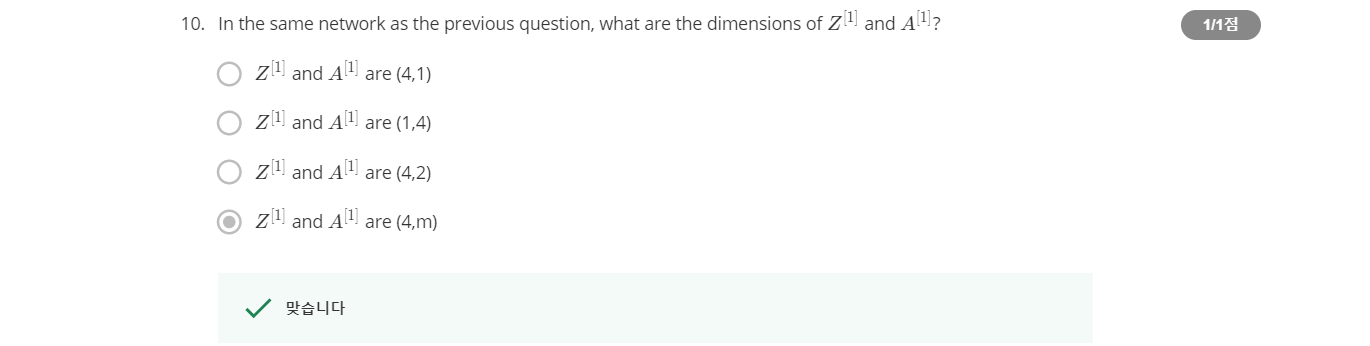 10. In the same network as the previous question, what are the dimensions of Z^[1] and A^[1]?
1/1점
Z^[1] and A^[1] are (4,1)
Z^[1] and A^[1] are (1,4)
Z^[1] and A^[1] are (4,2)
Z^[1] and A^[1] are (4,m)
맞습니다